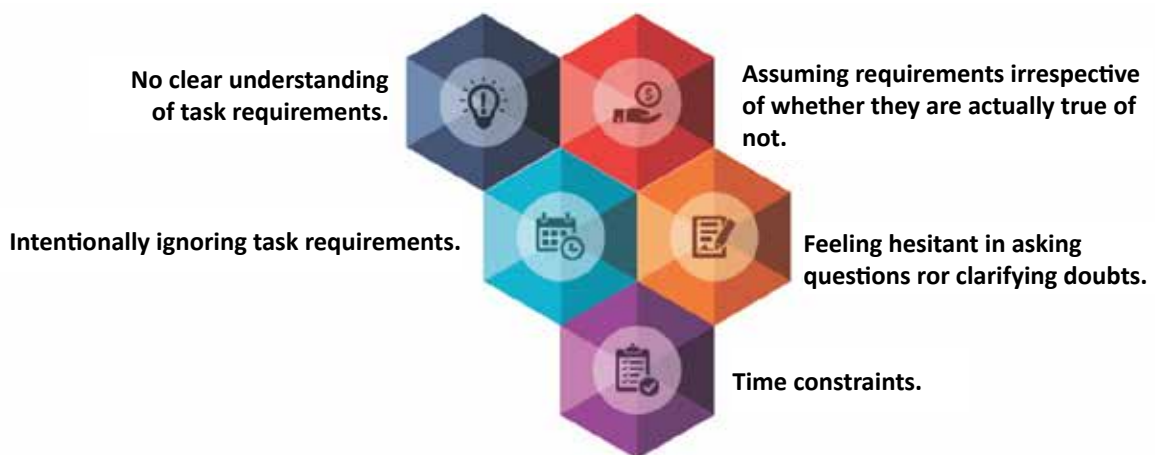 No clear understanding
of task requirements.
Assuming requirements irrespective
of whether they are actually true of
not.
Intentionally ignoring task requirements.
Feeling hesitant in asking
questions ror clarifying doubts.
Time constraints.